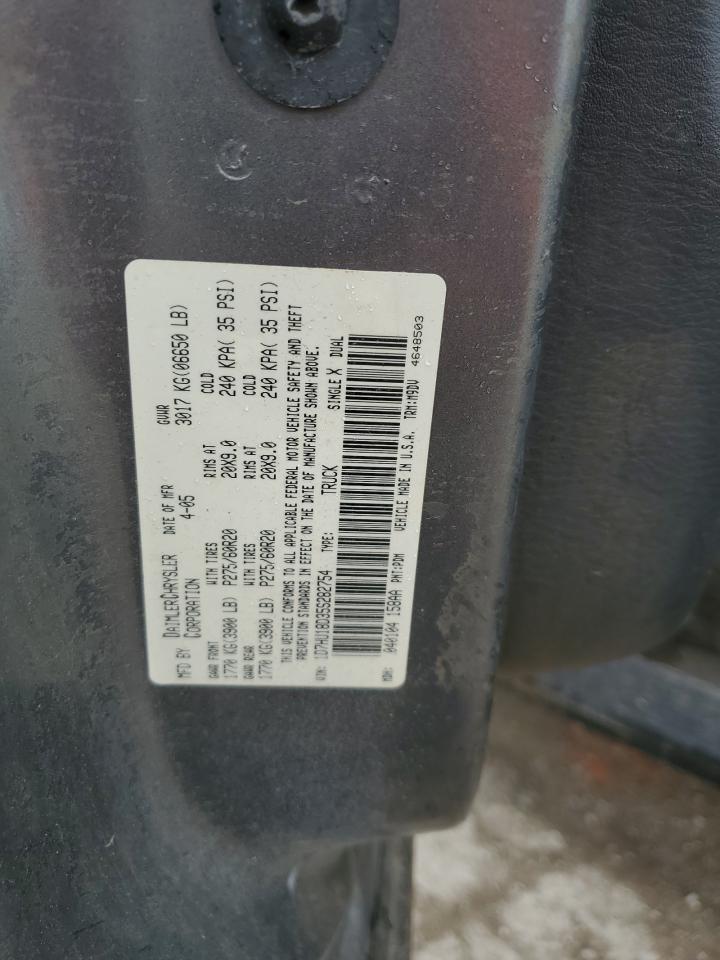 MFD BY DAIMLERCHRYSLER CORPORATION DATE OF MFR 4-05 GVWR 3017 KG(06650 LB)
GAWR FRONT WITH TIRES RIMS AT COLD
1770 KG(3900 LB) P275/60R20 20X9.0 240 KPA( 35 PSI)
GAWR REAR WITH TIRES RIMS AT COLD
1770 KG(3900 LB) P275/60R20 20X9.0 240 KPA( 35 PSI)
THIS VEHICLE CONFORMS TO ALL APPLICABLE FEDERAL MOTOR VEHICLE SAFETY AND THEFT
PREVENTION STANDARDS IN EFFECT ON THE DATE OF MANUFACTURE SHOWN ABOVE.
VIN: 1D7HU18D35S282754 TYPE: TRUCK SINGLE X DUAL
MDH: 040104 158AA PNT:PDM VEHICLE MADE IN U.S.A. TRM:M9DV 4648503